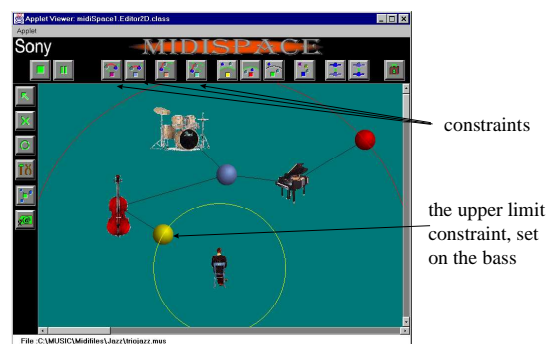 Applet Viewer: midiSpace1.Editor2D.class
Applet
Sony
MIDISPACE
constraints
the upper limit
constraint, set
on the bass
File :C:\MUSIC\Midifiles\Jazz\triojazz.mus